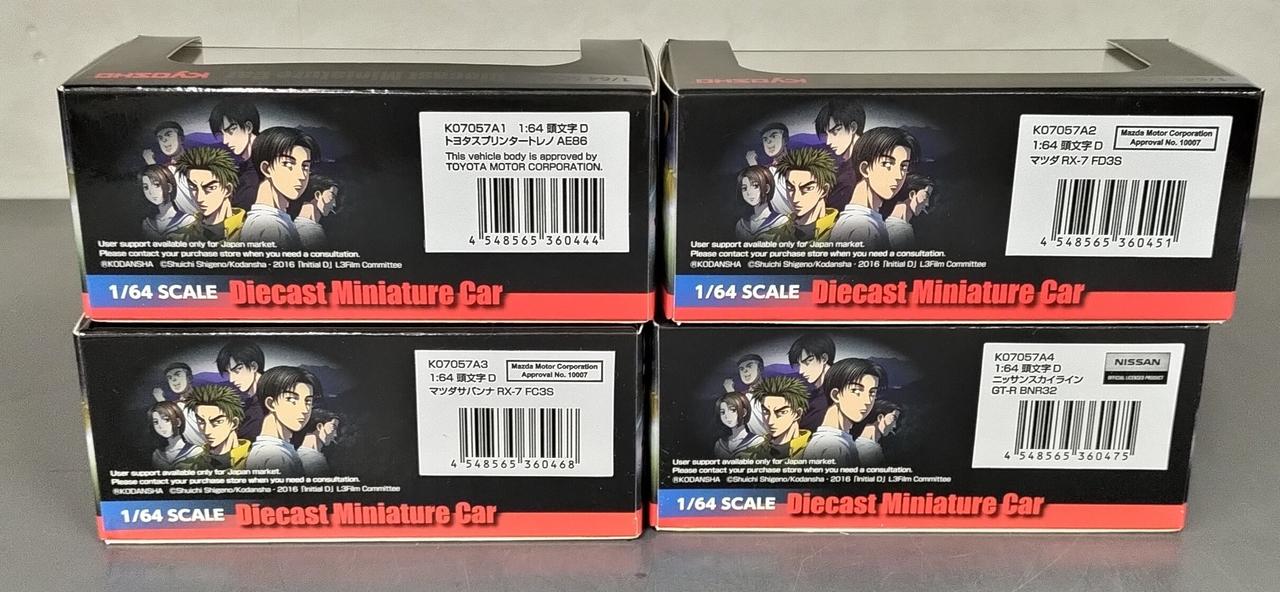 KYOSHO Diecast Miniature Car 1/64
K07057A1 1:64 頭文字D
トヨタスプリンタートレノ AE86
This vehicle body is approved by
TOYOTA MOTOR CORPORATION.
4 548565 360444
User support available only for Japan market.
Please contact your purchase store when you need a consultation.
®KODANSHA ©Shuichi Shigeno/Kodansha・2016「Initial D」L3Film Committee
1/64 SCALE Diecast Miniature Car
KYOSHO
K07057A2
1:64 頭文字D
マツダ RX-7 FD3S
Mazda Motor Corporation
Approval No. 10007
4 548565 360451
User support available only for Japan market.
Please contact your purchase store when you need a consultation.
®KODANSHA ©Shuichi Shigeno/Kodansha・2016「Initial D」L3Film Committee
1/64 SCALE Diecast Miniature Car
K07057A3
1:64 頭文字D
マツダサバンナ RX-7 FC3S
Mazda Motor Corporation
Approval No. 10007
4 548565 360468
User support available only for Japan market.
Please contact your purchase store when you need a consultation.
®KODANSHA ©Shuichi Shigeno/Kodansha・2016「Initial D」L3Film Committee
1/64 SCALE Diecast Miniature Car
K07057A4
1:64 頭文字D
ニッサンスカイライン
GT-R BNR32
NISSAN
OFFICIAL LICENSED PRODUCT
4 548565 360475
User support available only for Japan market.
Please contact your purchase store when you need a consultation.
®KODANSHA ©Shuichi Shigeno/Kodansha・2016「Initial D」L3Film Committee
1/64 SCALE Diecast Miniature Car